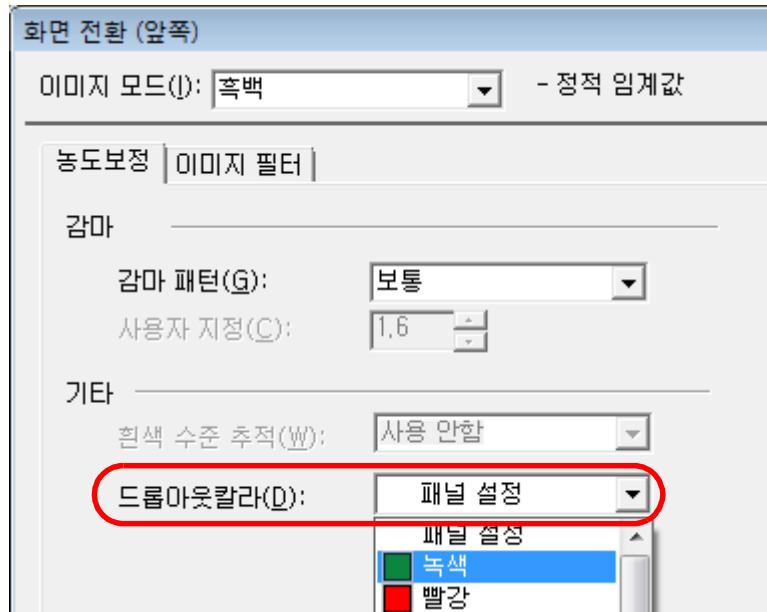 화면 전환 (앞쪽)
이미지 모드(I): 흑백 - 정적 임계값
농도보정 이미지 필터
감마
감마 패턴(G): 보통
사용자 지정(C): 1,6
기타
흰색 수준 추적(W): 사용 안함
드롭아웃칼라(D): 패널 설정
패널 설정
녹색
빨강